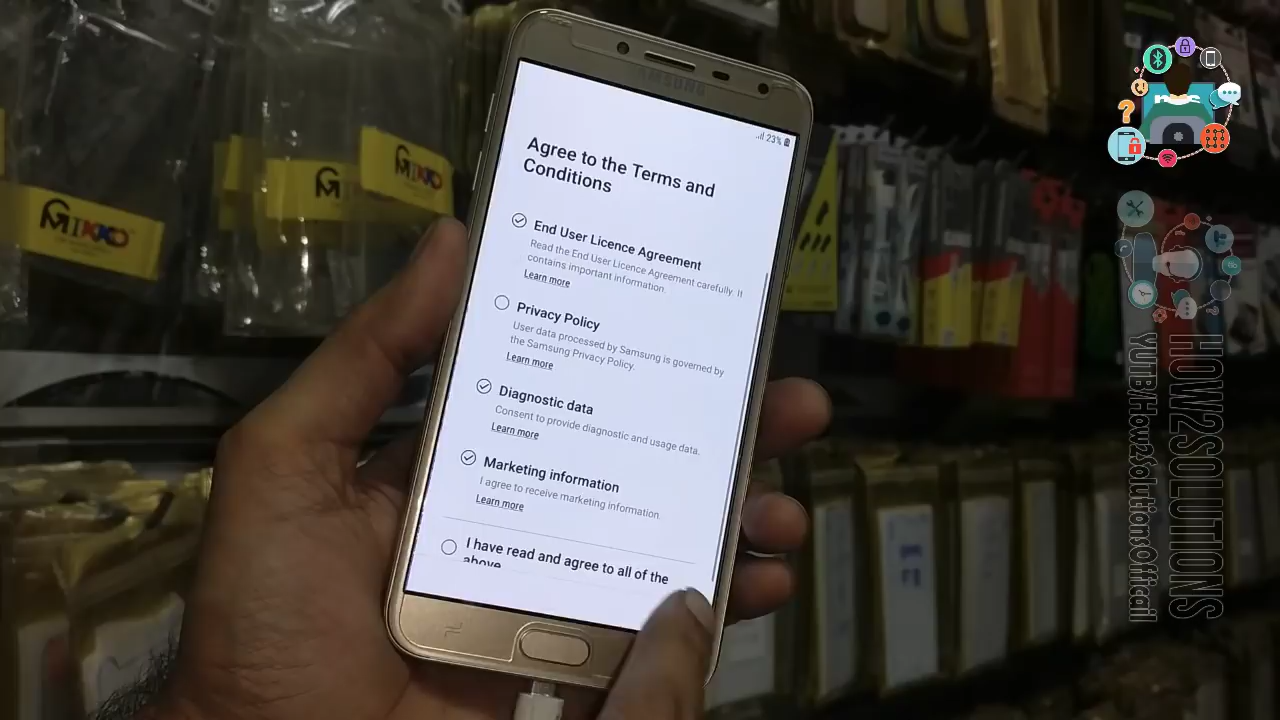 SAMSUNG
23%
Agree to the Terms and
Conditions
End User Licence Agreement
Read the End User Licence Agreement carefully. It
contains important information.
Learn more
Privacy Policy
User data processed by Samsung is governed by
the Samsung Privacy Policy.
Learn more
Diagnostic data
Consent to provide diagnostic and usage data.
Learn more
Marketing information
I agree to receive marketing information.
Learn more
I have read and agree to all of the
above
MIKKO
MIKKO
HOW2SOLUTIONS
YUTB/How2SolutionsOfficail